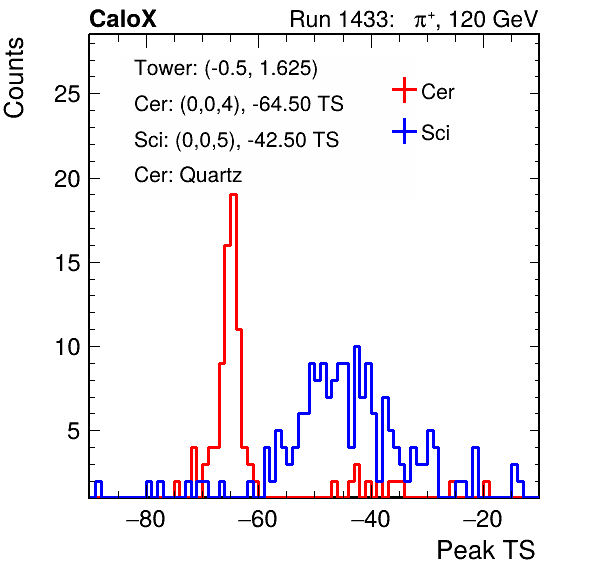 CaloX Run 1433: π⁺, 120 GeV
Counts
Tower: (-0.5, 1.625)
Cer: (0,0,4), -64.50 TS
Sci: (0,0,5), -42.50 TS
Cer: Quartz
Cer
Sci
25
20
15
10
5
−80 −60 −40 −20
Peak TS